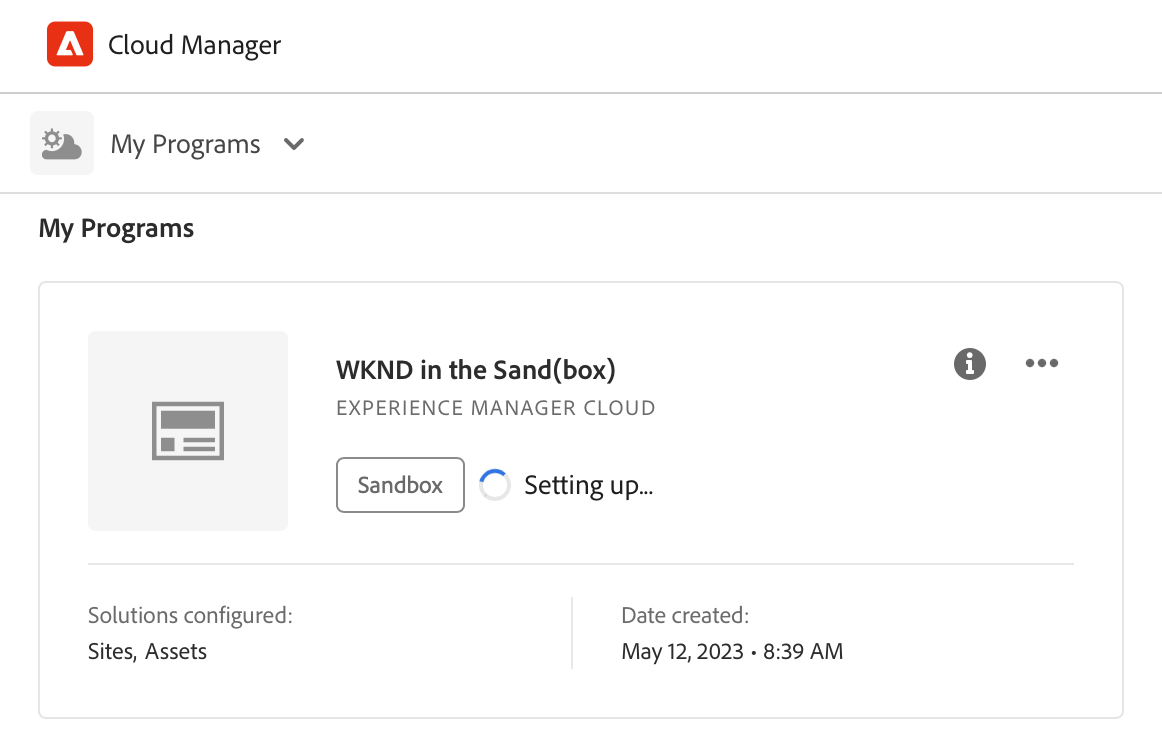 Cloud Manager
My Programs
My Programs
WKND in the Sand(box)
EXPERIENCE MANAGER CLOUD
Sandbox Setting up...
Solutions configured:
Sites, Assets
Date created:
May 12, 2023 • 8:39 AM